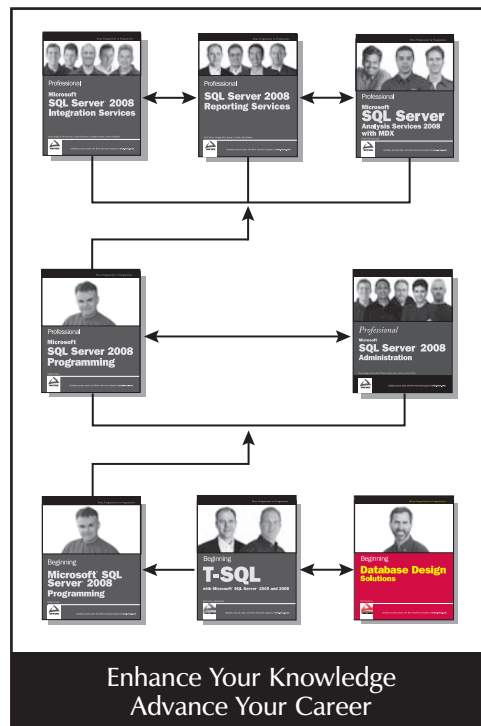 Professional
Microsoft
SQL Server 2008
Integration Services
Professional
SQL Server 2008
Reporting Services
Professional
Microsoft
SQL Server
Analysis Services 2008
with MDX
Professional
Microsoft
SQL Server 2008
Programming
Professional
Microsoft
SQL Server 2008
Administration
Beginning
Microsoft® SQL
Server 2008
Programming
Beginning
T-SQL
with Microsoft® SQL Server® 2005 and 2008
Beginning
Database Design
Solutions
Enhance Your Knowledge
Advance Your Career